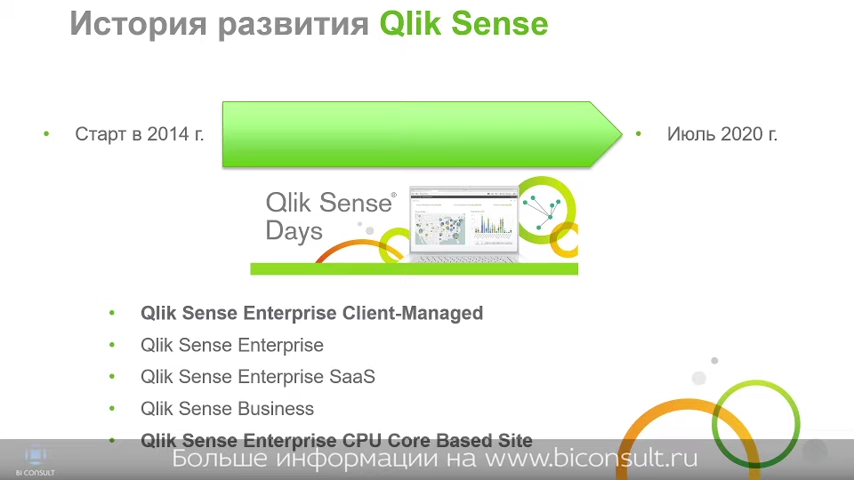 История развития Qlik Sense
• Старт в 2014 г.
• Июль 2020 г.
Qlik Sense®
Days
• Qlik Sense Enterprise Client-Managed
• Qlik Sense Enterprise
• Qlik Sense Enterprise SaaS
• Qlik Sense Business
• Qlik Sense Enterprise CPU Core Based Site
Больше информации на www.biconsult.ru
BI CONSULT